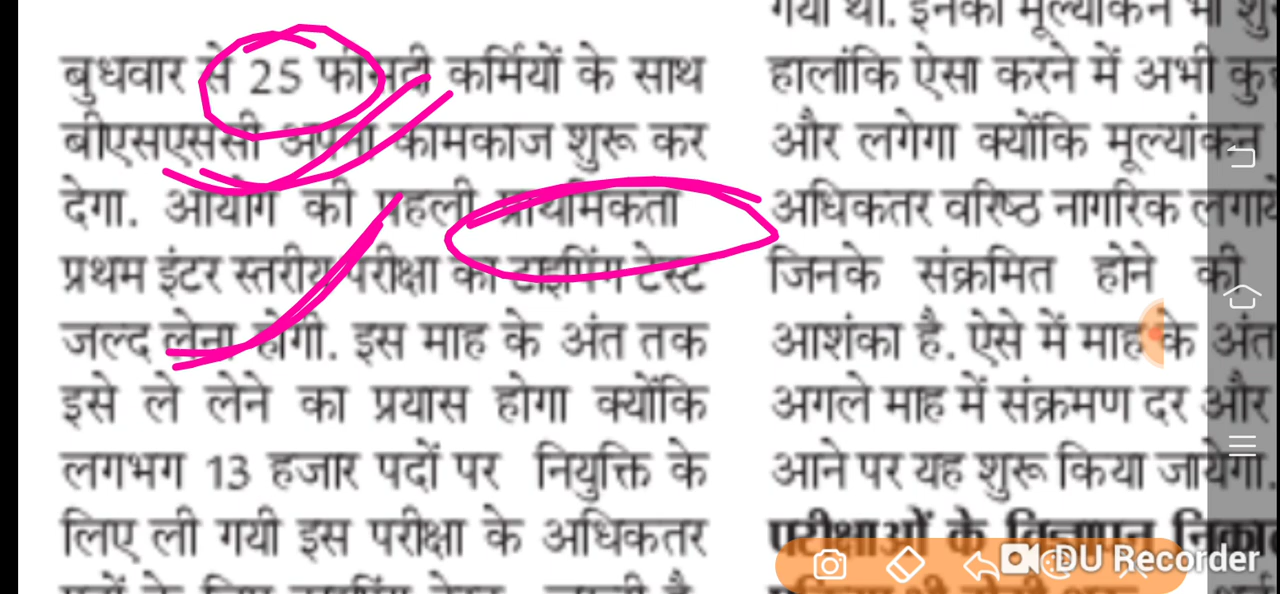 बुधवार से 25 फीसदी कर्मियों के साथ
बीएसएससी अपना कामकाज शुरू कर
देगा. आयोग की पहली प्राथमिकता
प्रथम इंटर स्तरीय परीक्षा का टाइपिंग टेस्ट
जल्द लेना होगी. इस माह के अंत तक
इसे ले लेने का प्रयास होगा क्योंकि
लगभग 13 हजार पदों पर नियुक्ति के
लिए ली गयी इस परीक्षा के अधिकतर
गया था. इनका मूल्यांकन भी
हालांकि ऐसा करने में अभी
और लगेगा क्योंकि मूल्यांकन
अधिकतर वरिष्ठ नागरिक
जिनके संक्रमित होने की
आशंका है. ऐसे में माह के अंत
अगले माह में संक्रमण दर और
आने पर यह शुरू किया जायेगा.
परीक्षाओं के विज्ञापन
DU Recorder